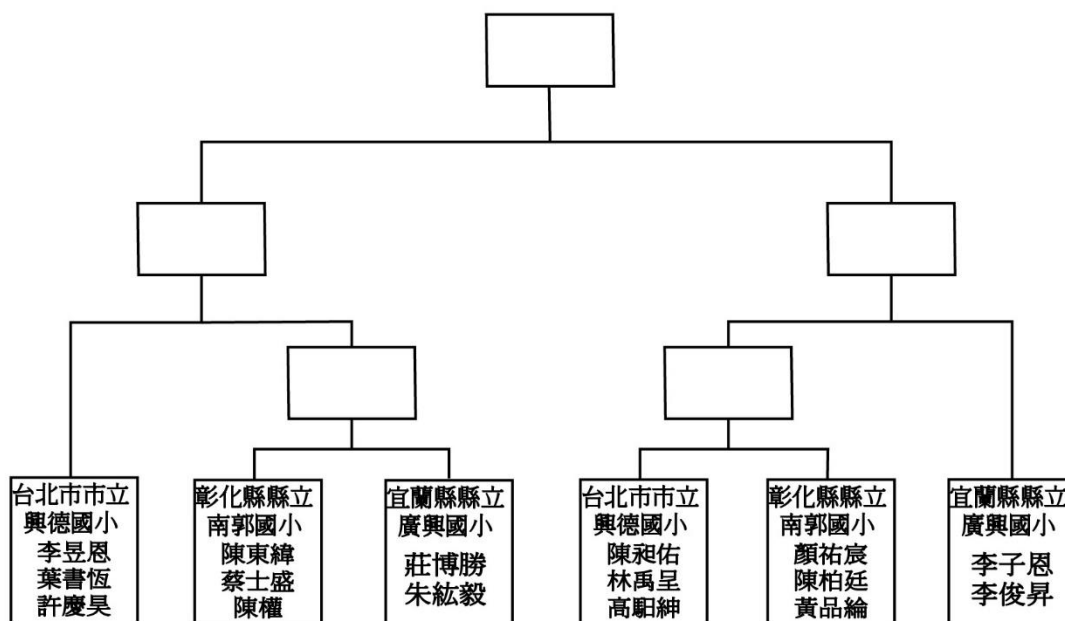 台北市市立
興德國小
李昱恩
葉書恆
許慶昊
彰化縣縣立
南郭國小
陳東緯
蔡士盛
陳權
宜蘭縣縣立
廣興國小
莊博勝
朱紘毅
台北市市立
興德國小
陳昶佑
林禹呈
高馹紳
彰化縣縣立
南郭國小
顏祐宸
陳柏廷
黃品綸
宜蘭縣縣立
廣興國小
李子恩
李俊昇